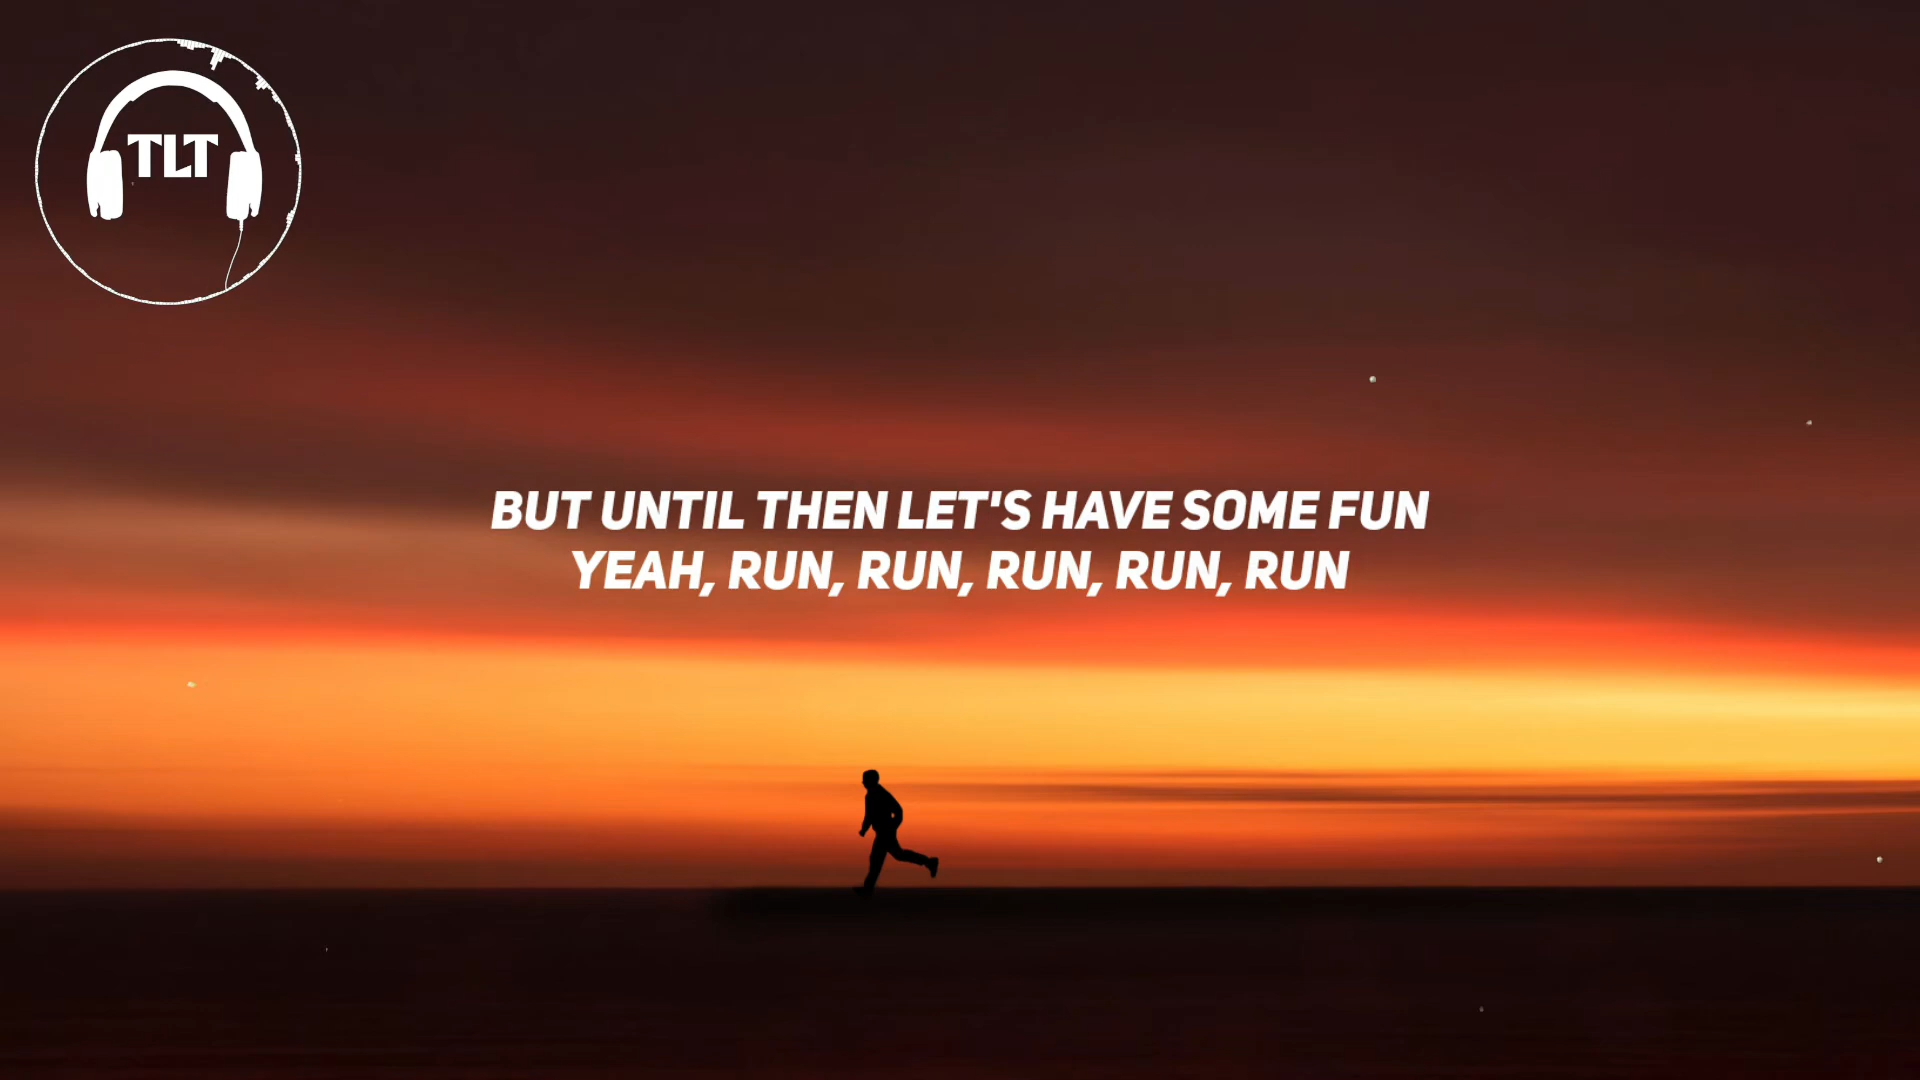 TLT
BUT UNTIL THEN LET'S HAVE SOME FUN
YEAH, RUN, RUN, RUN, RUN, RUN